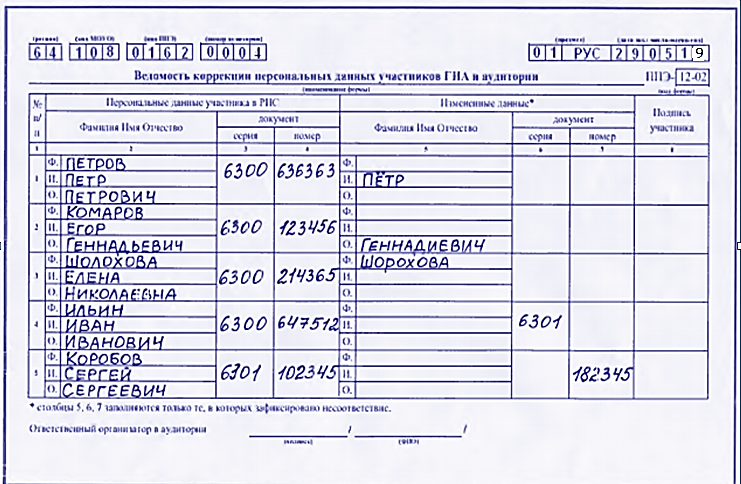 (регион) (код МОУО) (код ППЭ) (номер аудитории) (предмет) (дата экз.: число-месяц-год)
64 108 0162 0004 01 РУС 290519
Ведомость коррекции персональных данных участников ГИА в аудитории ППЭ-12-02
(наименование формы) (код формы)
№ п/п Персональные данные участника в РИС Измененные данные* Подпись участника
Фамилия Имя Отчество документ Фамилия Имя Отчество документ
серия номер серия номер
1 2 3 4 5 6 7 8
Ф. ПЕТРОВ Ф.
1 И. ПЕТР 6300 636363 И. ПЁТР
О. ПЕТРОВИЧ О.
Ф. КОМАРОВ Ф.
2 И. ЕГОР 6300 123456 И.
О. ГЕННАДЬЕВИЧ О. ГЕННАДИЕВИЧ
Ф. ШОЛОХОВА Ф. ШОРОХОВА
3 И. ЕЛЕНА 6300 214365 И.
О. НИКОЛАЕВНА О.
Ф. ИЛЬИН Ф.
4 И. ИВАН 6300 647512 И. 6301
О. ИВАНОВИЧ О.
Ф. КОРОБОВ Ф.
5 И. СЕРГЕЙ 6301 102345 И. 182345
О. СЕРГЕЕВИЧ О.
* столбцы 5, 6, 7 заполняются только те, в которых зафиксировано несоответствие.
Ответственный организатор в аудитории / /
(подпись) (ФИО)